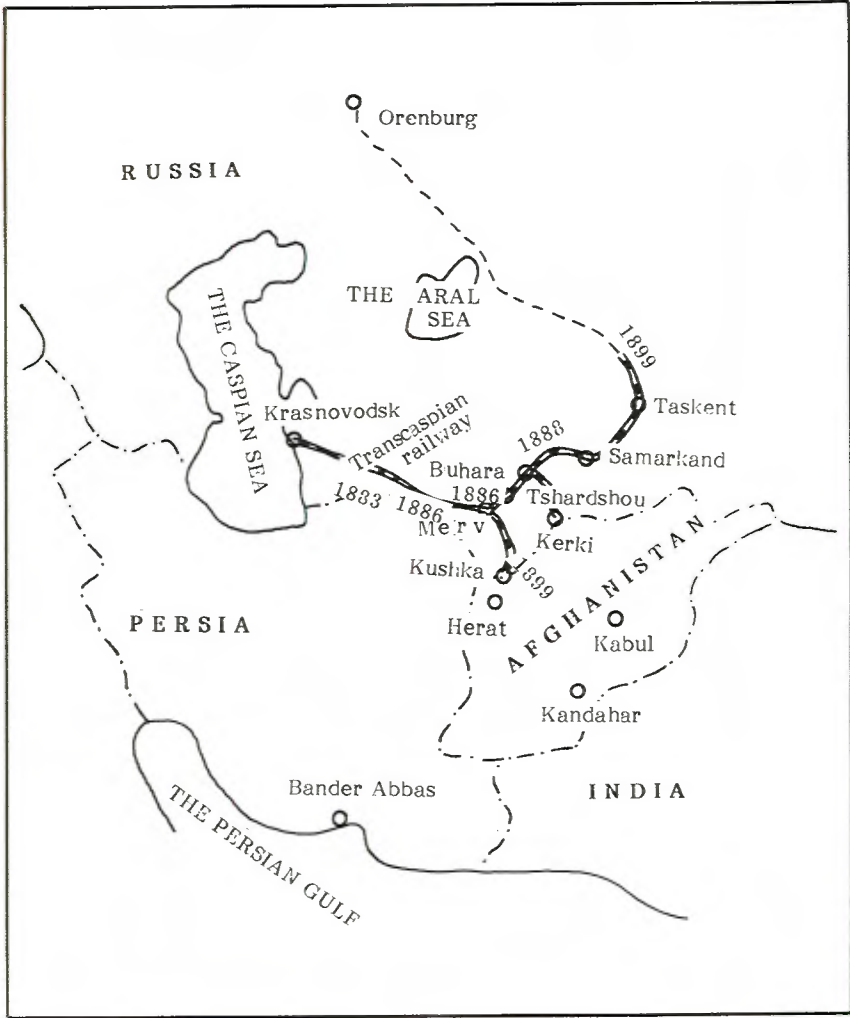 Orenburg
RUSSIA
THE ARAL
SEA
THE CASPIAN SEA
1899
Krasnovodsk
Taskent
Transcaspian
railway
1888
Buhara
Samarkand
1883 1886
1886
Tshardshou
Merv
Kerki
Kushka
1899
Herat
PERSIA
AFGHANISTAN
Kabul
Kandahar
Bander Abbas
INDIA
THE PERSIAN GULF